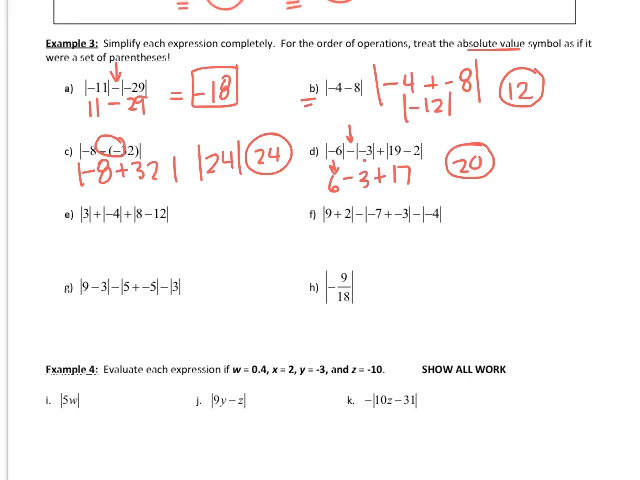 = =
Example 3: Simplify each expression completely. For the order of operations, treat the absolute value symbol as if it
were a set of parentheses!
a) |−11|−|−29| = −18
11 − 29
b) |−4−8| |−4 + −8| 12
= |−12|
c) |−8−(−32)|
|−8+32| |24| 24
d) |−6|−|−3|+|19−2|
6 − 3 + 17 20
e) |3|+|−4|+|8−12|
f) |9+2|−|−7+−3|−|−4|
g) |9−3|−|5+−5|−|3|
h) |−9/18|
Example 4: Evaluate each expression if w = 0.4, x = 2, y = -3, and z = -10. SHOW ALL WORK
i. |5w| j. |9y−z| k. −|10z−31|